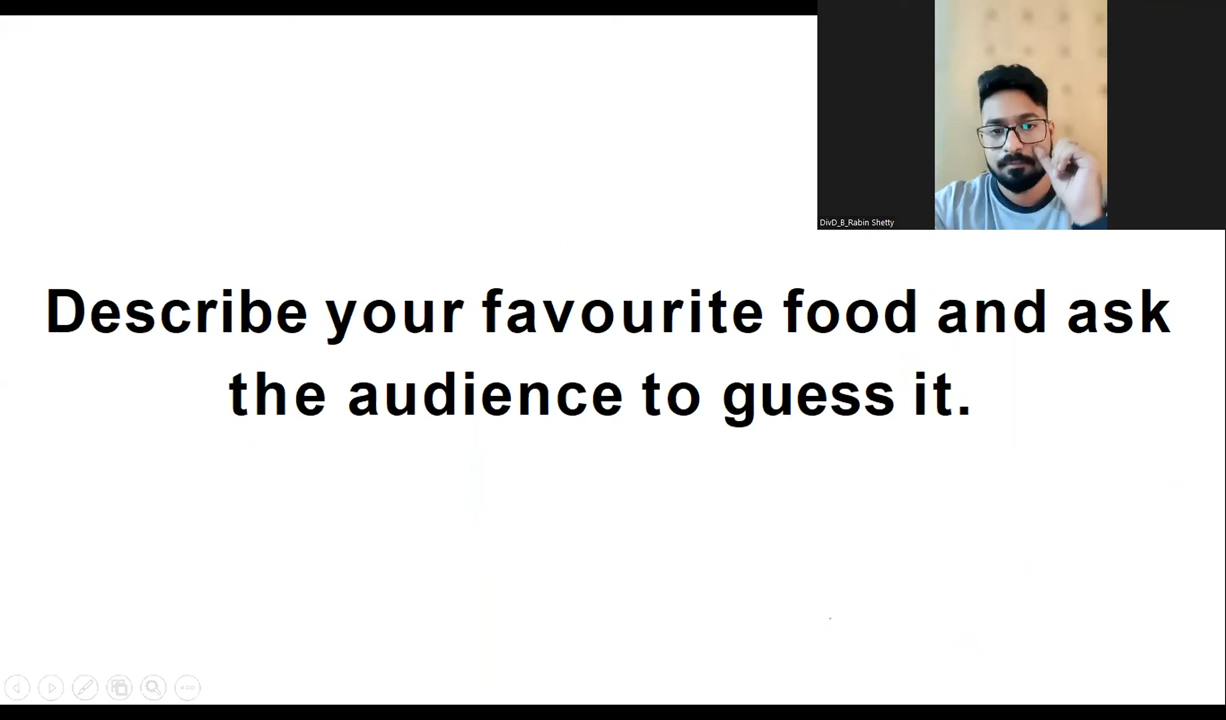 DivD_B_Rabin Shetty
Describe your favourite food and ask
the audience to guess it.